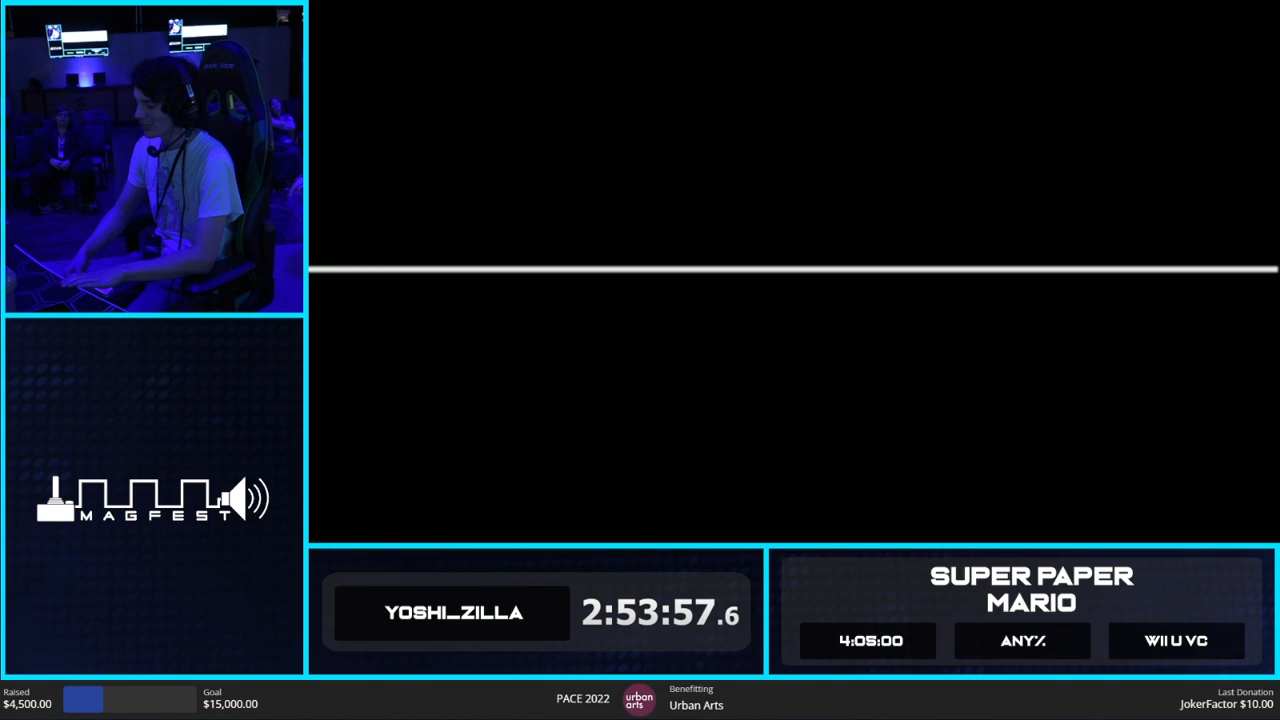 MAGFEST
YOSHI_ZILLA
2:53:57.6
SUPER PAPER
MARIO
4:05:00
ANY%
WII U VC
Raised
$4,500.00
Goal
$15,000.00
PACE 2022
urban
arts
Benefitting
Urban Arts
Last Donation
JokerFactor $10.00